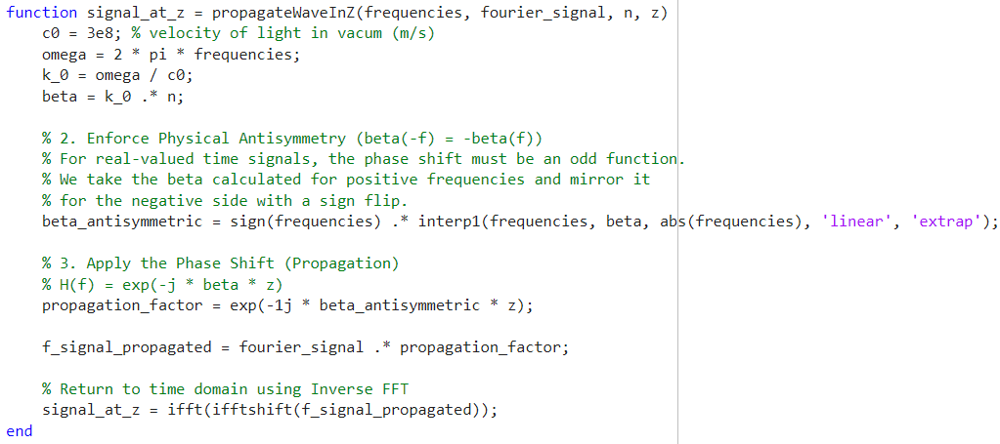 function signal_at_z = propagateWaveInZ(frequencies, fourier_signal, n, z)
c0 = 3e8; % velocity of light in vacum (m/s)
omega = 2 * pi * frequencies;
k_0 = omega / c0;
beta = k_0 .* n;
% 2. Enforce Physical Antisymmetry (beta(-f) = -beta(f))
% For real-valued time signals, the phase shift must be an odd function.
% We take the beta calculated for positive frequencies and mirror it
% for the negative side with a sign flip.
beta_antisymmetric = sign(frequencies) .* interp1(frequencies, beta, abs(frequencies), 'linear', 'extrap');
% 3. Apply the Phase Shift (Propagation)
% H(f) = exp(-j * beta * z)
propagation_factor = exp(-1j * beta_antisymmetric * z);
f_signal_propagated = fourier_signal .* propagation_factor;
% Return to time domain using Inverse FFT
signal_at_z = ifft(ifftshift(f_signal_propagated));
end